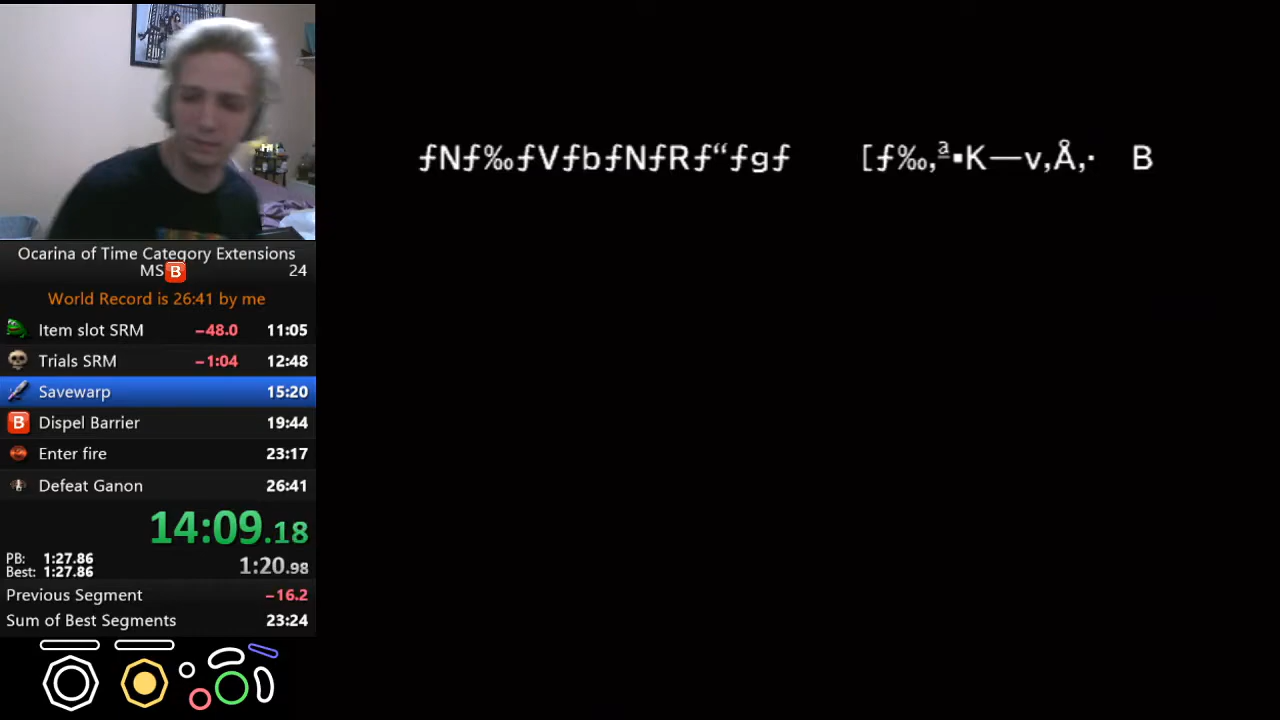 ƒNƒ‰ƒVƒbƒNƒRƒ“ƒgƒ [ƒ‰‚ª▪K—v‚Å‚· B
Ocarina of Time Category Extensions
MS B 24
World Record is 26:41 by me
Item slot SRM −48.0 11:05
Trials SRM −1:04 12:48
Savewarp 15:20
B Dispel Barrier 19:44
Enter fire 23:17
Defeat Ganon 26:41
14:09.18
PB: 1:27.86
Best: 1:27.86
1:20.98
Previous Segment −16.2
Sum of Best Segments 23:24